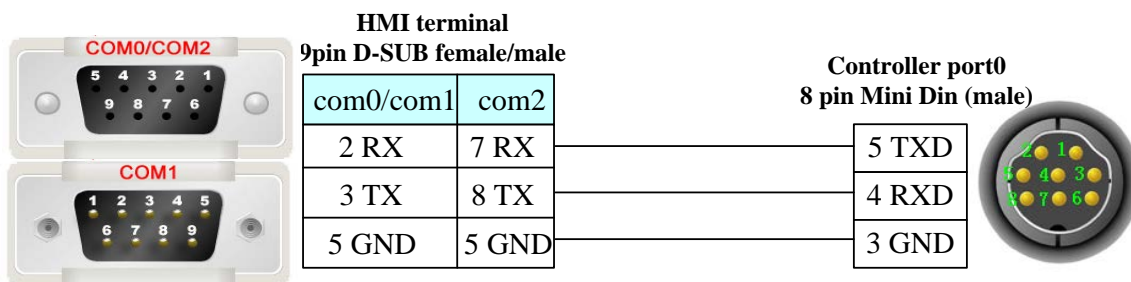 HMI terminal
9pin D-SUB female/male
COM0/COM2
5 4 3 2 1
9 8 7 6
COM1
1 2 3 4 5
6 7 8 9
com0/com1 com2
2 RX 7 RX
3 TX 8 TX
5 GND 5 GND
Controller port0
8 pin Mini Din (male)
5 TXD
4 RXD
3 GND
2 1
5 4 3
8 7 6